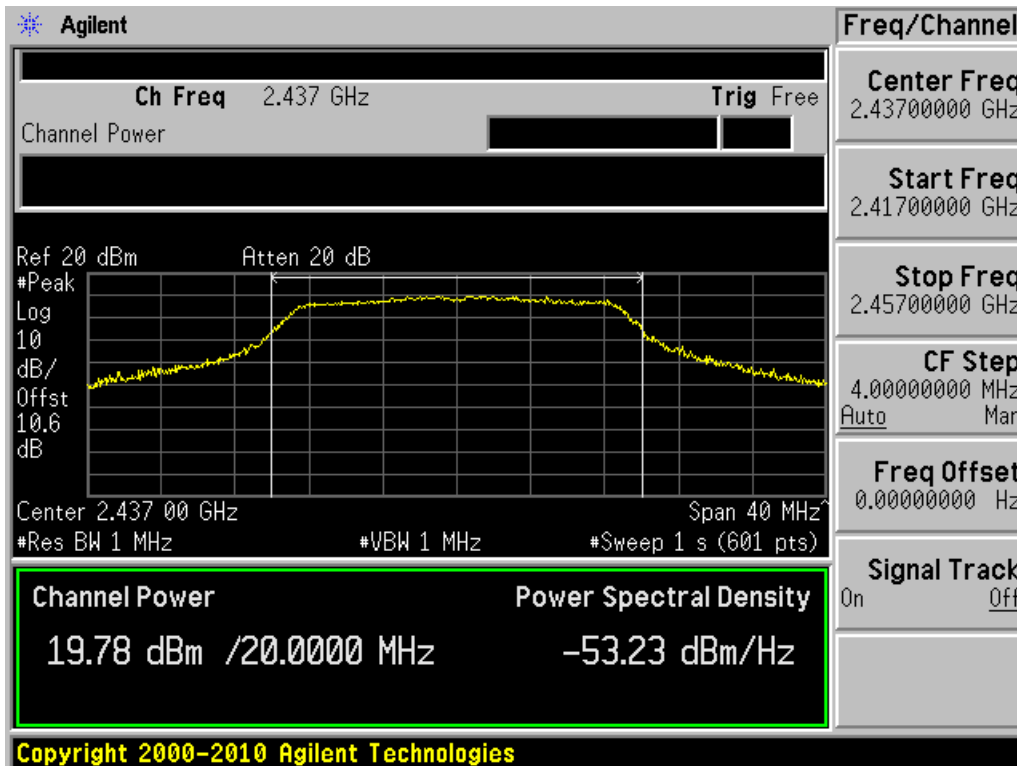 Agilent
Freq/Channel
Ch Freq 2.437 GHz
Trig Free
Channel Power
Center Freq
2.43700000 GHz
Start Freq
2.41700000 GHz
Stop Freq
2.45700000 GHz
CF Step
4.00000000 MHz
Auto Man
Freq Offset
0.00000000 Hz
Signal Track
On Off
Ref 20 dBm
Atten 20 dB
#Peak
Log
10
dB/
Offst
10.6
dB
Center 2.437 00 GHz
Span 40 MHz^
#Res BW 1 MHz
#VBW 1 MHz
#Sweep 1 s (601 pts)
Channel Power
Power Spectral Density
19.78 dBm /20.0000 MHz
-53.23 dBm/Hz
Copyright 2000-2010 Agilent Technologies